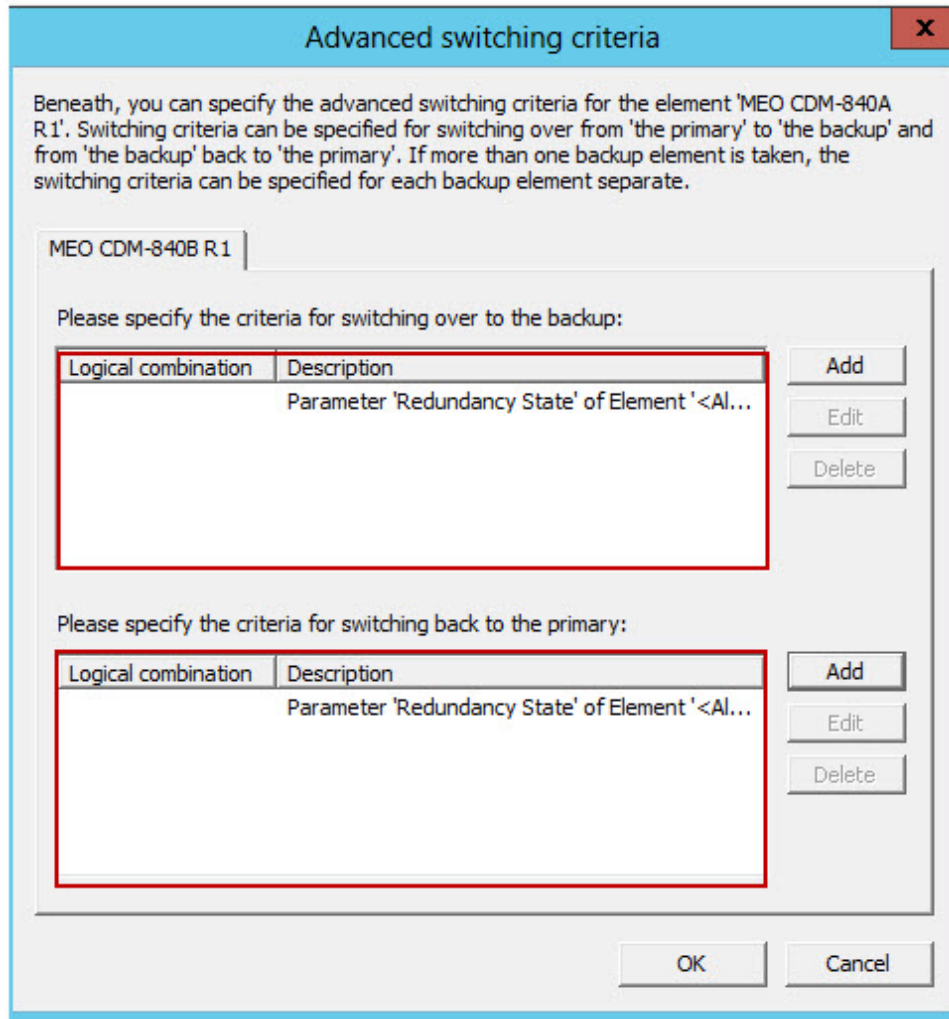 Advanced switching criteria
x
Beneath, you can specify the advanced switching criteria for the element 'MEO CDM-840A
R1'. Switching criteria can be specified for switching over from 'the primary' to 'the backup' and
from 'the backup' back to 'the primary'. If more than one backup element is taken, the
switching criteria can be specified for each backup element separate.
MEO CDM-840B R1
Please specify the criteria for switching over to the backup:
Logical combination Description Add
Parameter 'Redundancy State' of Element '<Al...
Edit
Delete
Please specify the criteria for switching back to the primary:
Logical combination Description Add
Parameter 'Redundancy State' of Element '<Al...
Edit
Delete
OK Cancel